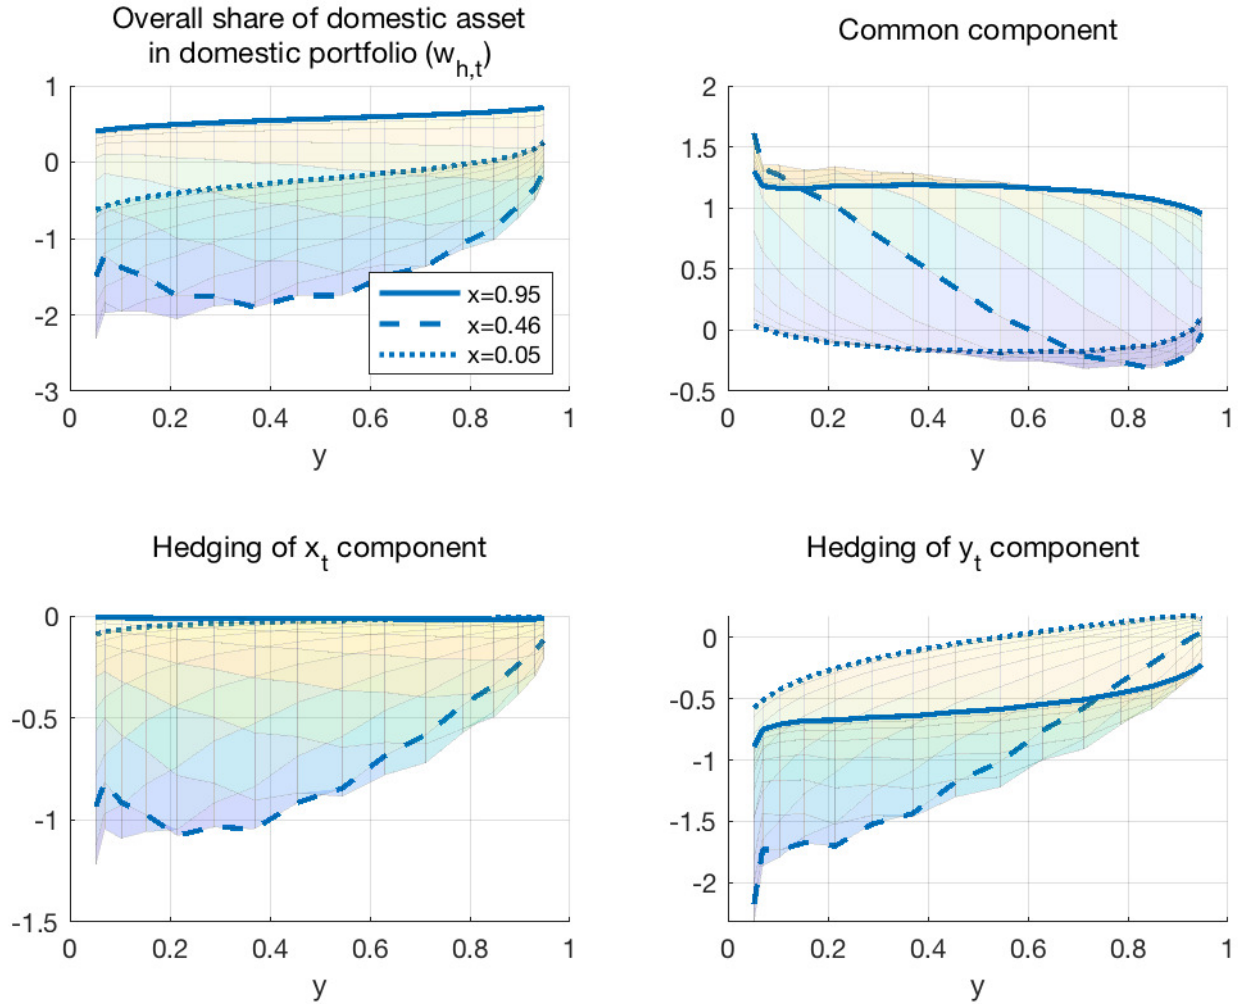 Overall share of domestic asset
in domestic portfolio (w_h,t)
1
0
-1
-2
-3
0 0.2 0.4 0.6 0.8 1
y
x=0.95
x=0.46
x=0.05
Common component
2
1.5
1
0.5
0
-0.5
0 0.2 0.4 0.6 0.8 1
y
Hedging of x_t component
0
-0.5
-1
-1.5
0 0.2 0.4 0.6 0.8 1
y
Hedging of y_t component
0
-0.5
-1
-1.5
-2
0 0.2 0.4 0.6 0.8 1
y